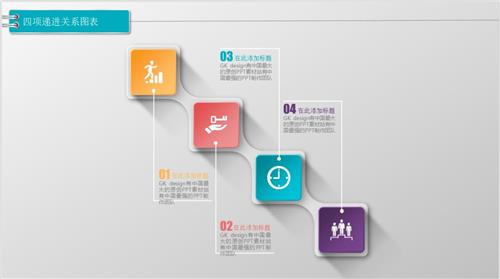 四项递进关系图表
03 在此添加标题
GK design有中国最大
的原创PPT素材站有中
国最强的PPT制作团队
04 在此添加标题
GK design有中国最大
的原创PPT素材站有中
国最强的PPT制作团队
01 在此添加标题
GK design有中国最
大的原创PPT素材站有
中国最强的PPT制
作团队
02 在此添加标题
GK design有中国最
大的原创PPT素材站有
中国最强的PPT制
作团队